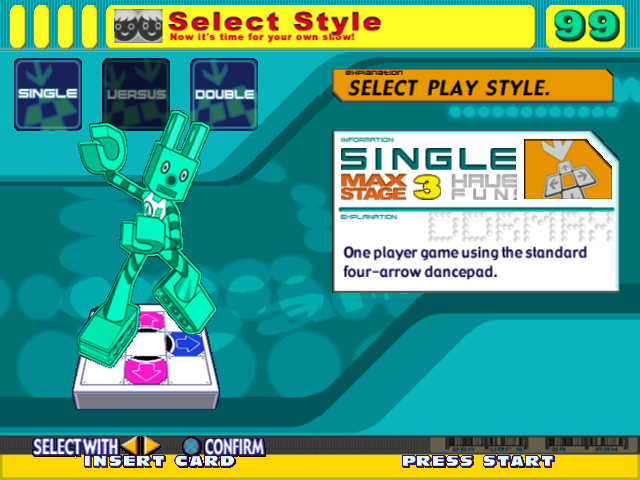 Select Style
Now it's time for your own show!
99
SINGLE
VERSUS
DOUBLE
EXPLANATION
SELECT PLAY STYLE.
INFORMATION
SINGLE
MAX STAGE 3 HAVE FUN!
EXPLANATION
DDRMAX
One player game using the standard
four-arrow dancepad.
SELECT WITH CONFIRM
INSERT CARD
PRESS START